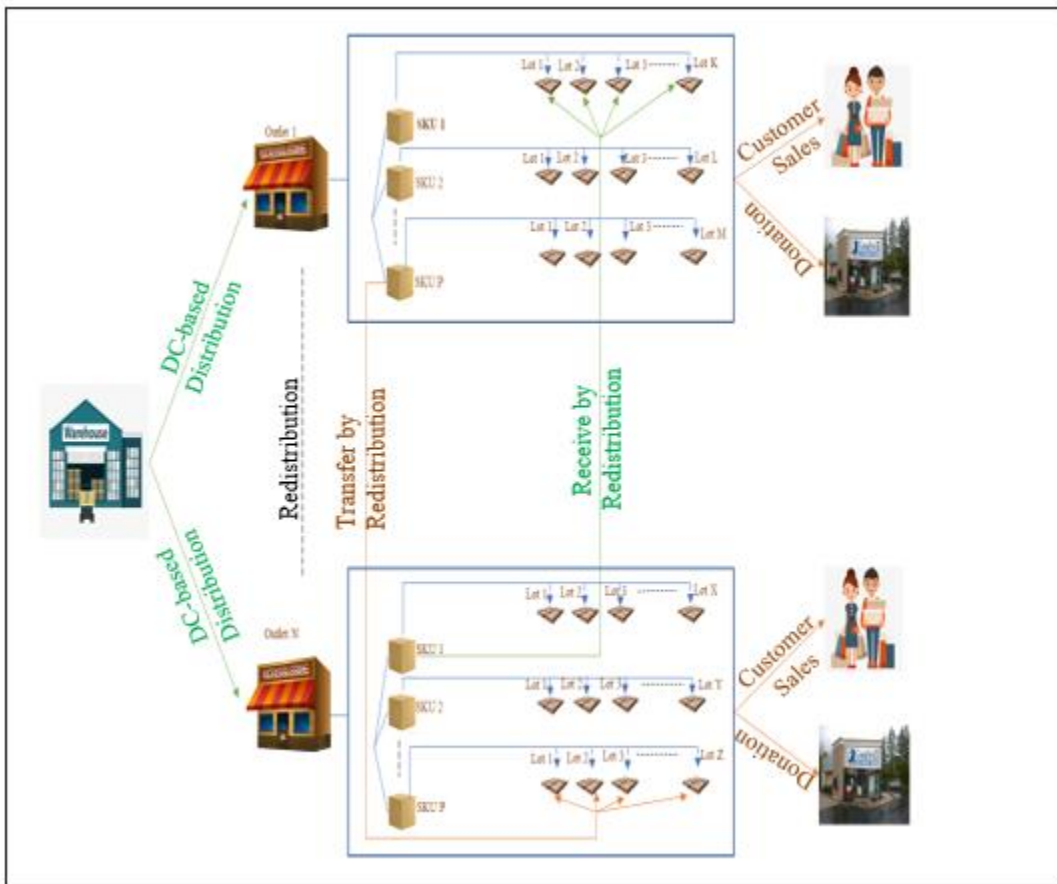 Lot 1 Lot 2 Lot 3 Lot K
Outlet 1
SKU 1
Lot 1 Lot 2 Lot 3 Lot L
SKU 2
Lot 1 Lot 2 Lot 3 Lot M
SKU P
Customer
Sales
Donation
DC-based
Distribution
Redistribution
Transfer by
Redistribution
Receive by
Redistribution
Warehouse
DC-based
Distribution
Lot 1 Lot 2 Lot 3 Lot X
Outlet N
SKU 1
Lot 1 Lot 2 Lot 3 Lot Y
SKU 2
Lot 1 Lot 2 Lot 3 Lot Z
SKU P
Customer
Sales
Donation